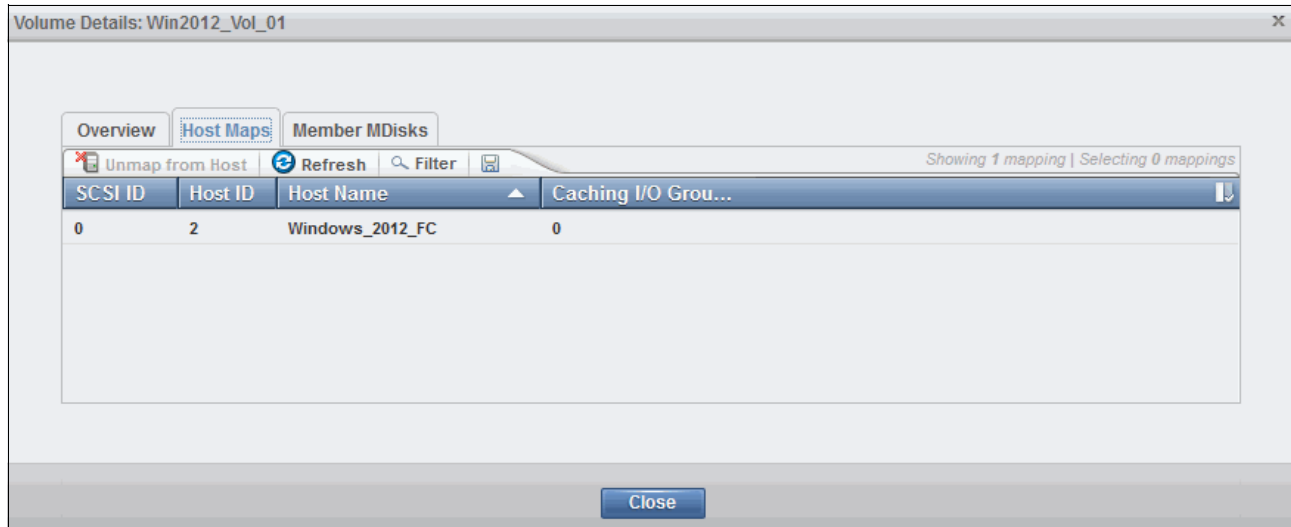 Volume Details: Win2012_Vol_01
Overview Host Maps Member MDisks
Unmap from Host Refresh Filter Showing 1 mapping | Selecting 0 mappings
SCSI ID Host ID Host Name Caching I/O Grou...
0 2 Windows_2012_FC 0
Close